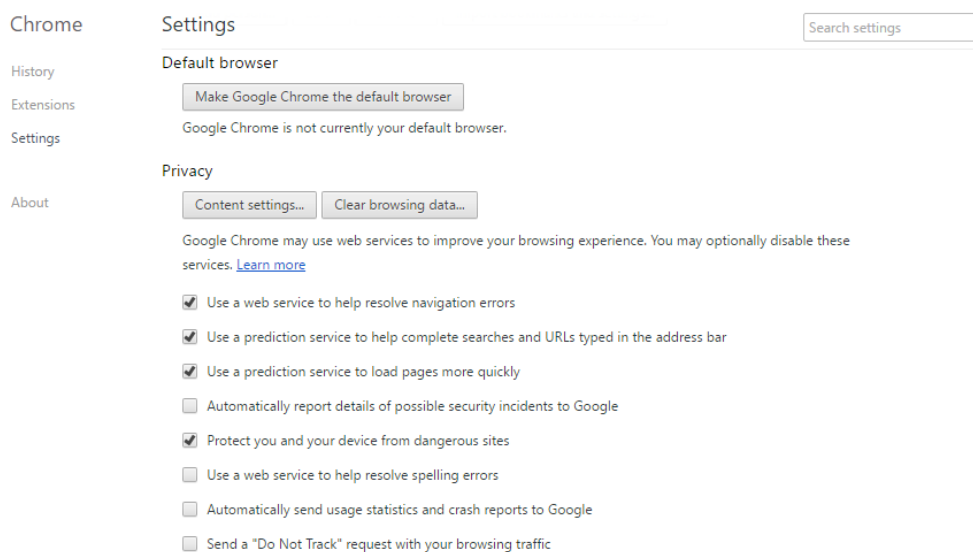 Chrome
Settings
Search settings
History
Extensions
Settings
About
Default browser
Make Google Chrome the default browser
Google Chrome is not currently your default browser.
Privacy
Content settings...
Clear browsing data...
Google Chrome may use web services to improve your browsing experience. You may optionally disable these
services. Learn more
Use a web service to help resolve navigation errors
Use a prediction service to help complete searches and URLs typed in the address bar
Use a prediction service to load pages more quickly
Automatically report details of possible security incidents to Google
Protect you and your device from dangerous sites
Use a web service to help resolve spelling errors
Automatically send usage statistics and crash reports to Google
Send a "Do Not Track" request with your browsing traffic